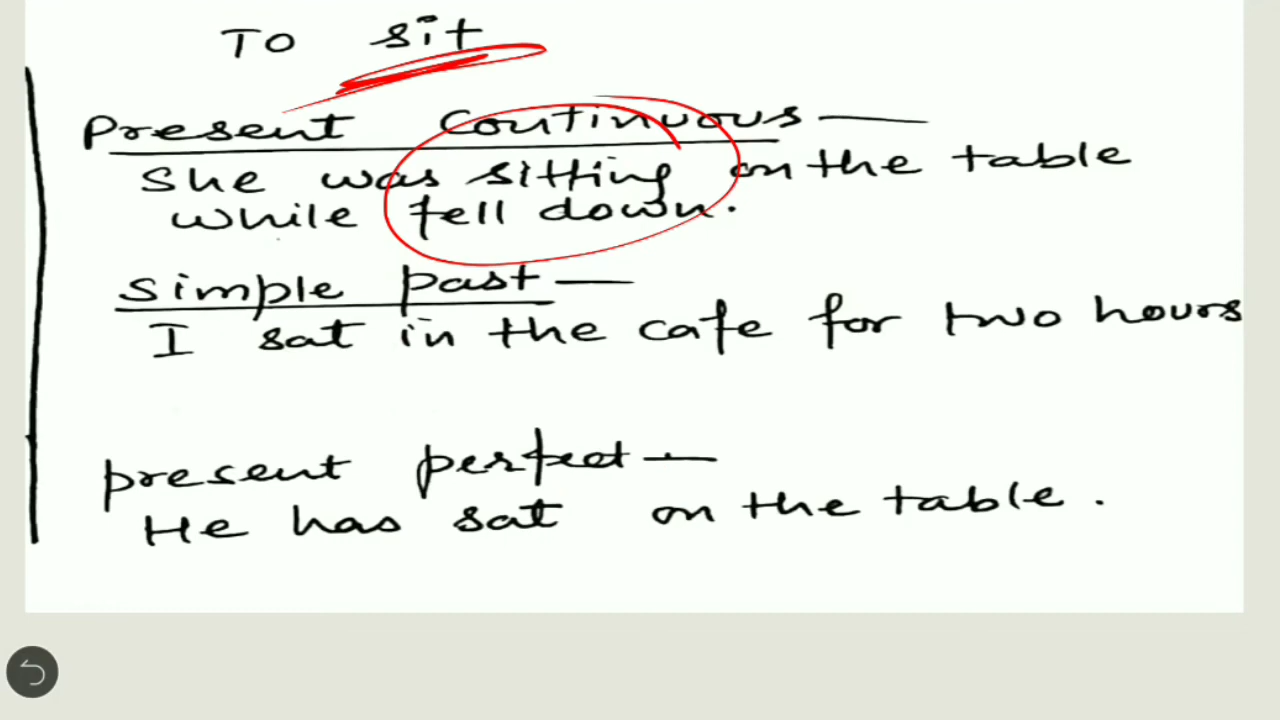 To sit
Present Continuous —
She was sitting on the table
while fell down.
Simple past —
I sat in the cafe for two hours
present perfect —
He has sat on the table.